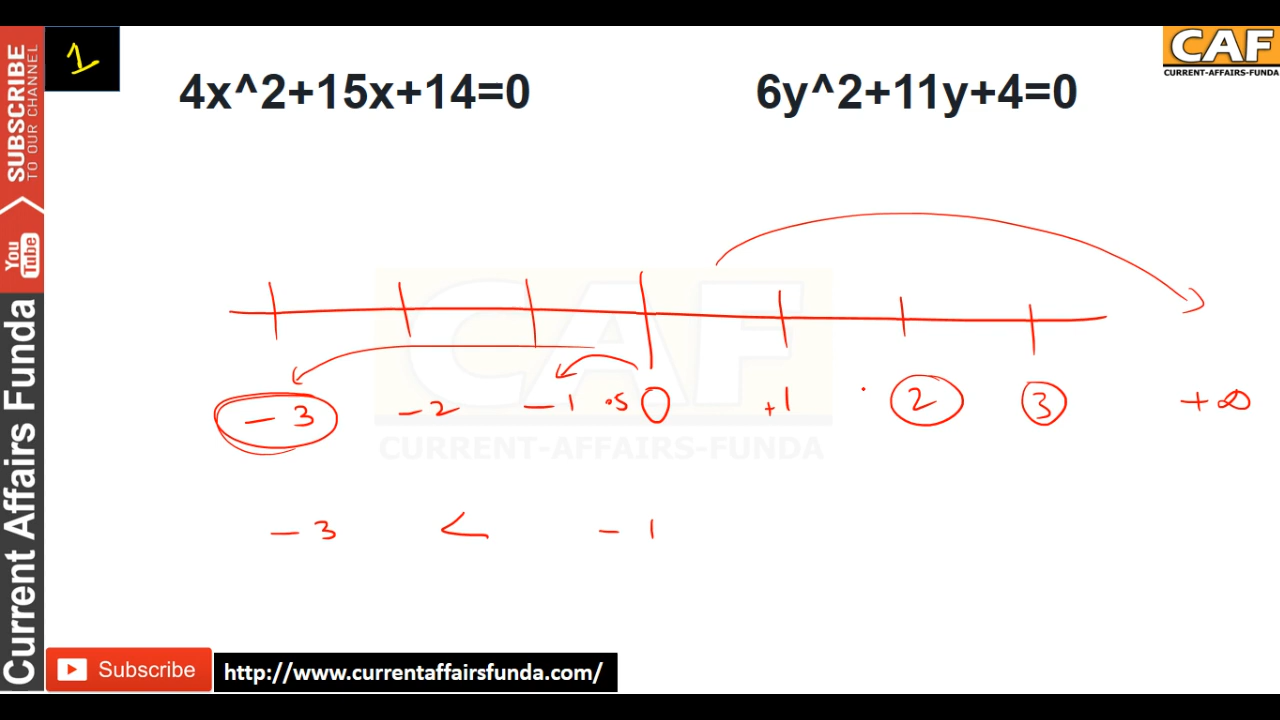 1
4x^2+15x+14=0
6y^2+11y+4=0
CAF
CURRENT-AFFAIRS-FUNDA
SUBSCRIBE
TO OUR CHANNEL
You Tube
Current Affairs Funda
CAF
-3 -2 -1 .5 0 +1 2 3 +∞
CURRENT-AFFAIRS-FUNDA
-3 < -1
Subscribe
http://www.currentaffairsfunda.com/